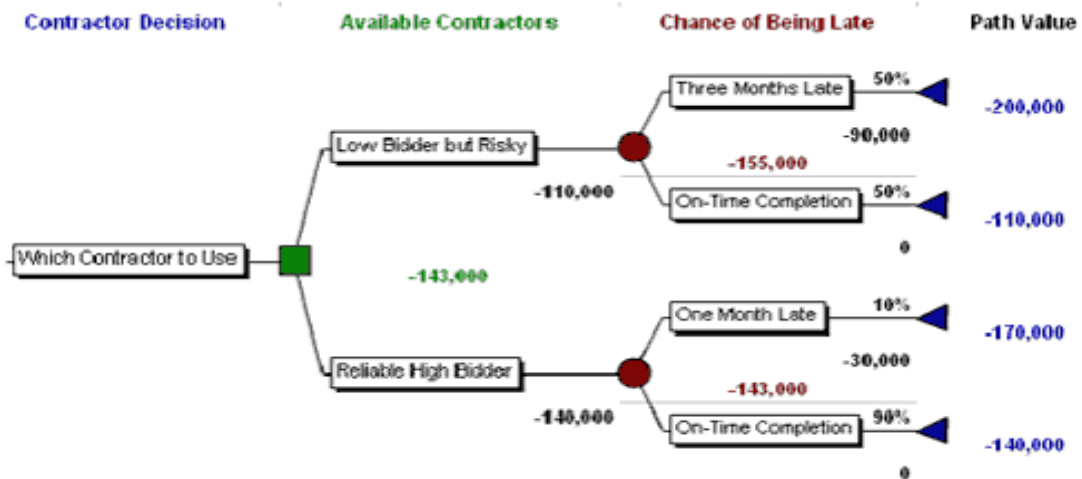 Contractor Decision Available Contractors Chance of Being Late Path Value
Three Months Late 50%
-200,000
-90,000
Low Bidder but Risky
-155,000
-110,000
On-Time Completion 50%
-110,000
0
Which Contractor to Use
-143,000
One Month Late 10%
-170,000
-30,000
Reliable High Bidder
-143,000
-140,000
On-Time Completion 90%
-140,000
0